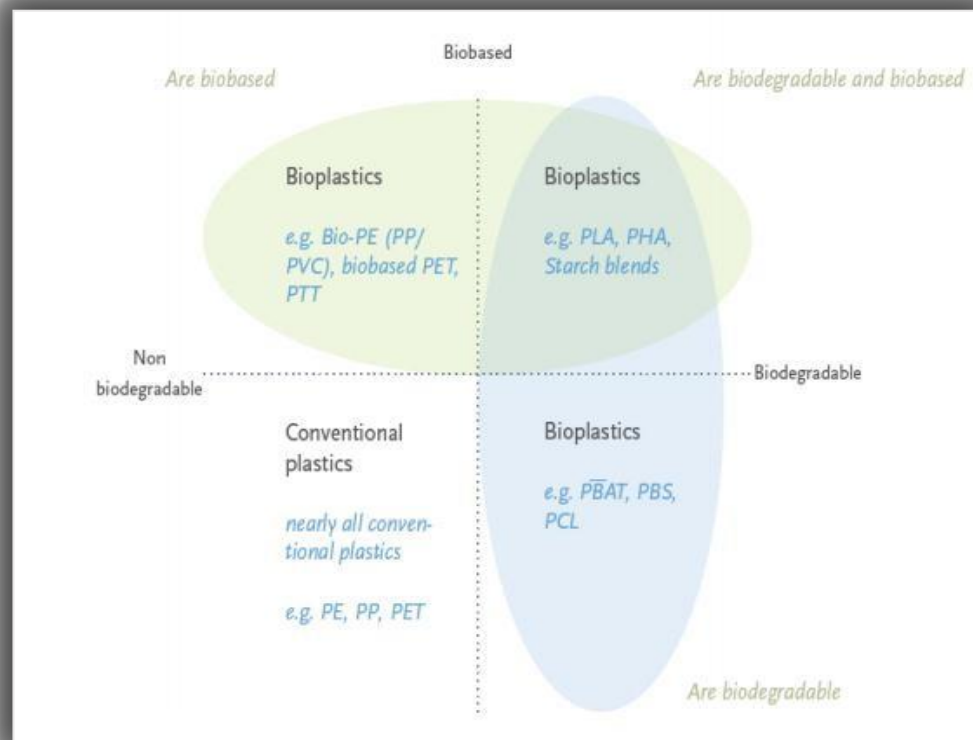 Biobased
Are biobased
Are biodegradable and biobased
Bioplastics
e.g. Bio-PE (PP/
PVC), biobased PET,
PTT
Bioplastics
e.g. PLA, PHA,
Starch blends
Non
biodegradable
Biodegradable
Conventional
plastics
nearly all conven-
tional plastics
e.g. PE, PP, PET
Bioplastics
e.g. PBAT, PBS,
PCL
Are biodegradable